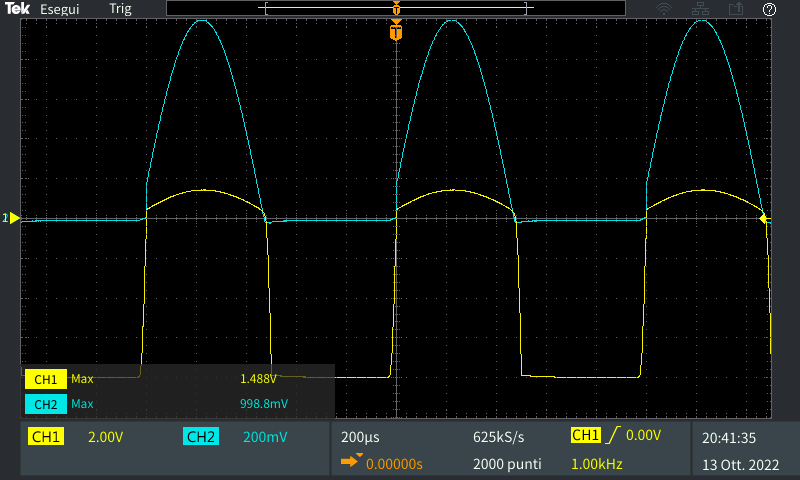 Tek Esegui Trig
T
T
1
CH1 Max 1.488V
CH2 Max 998.8mV
CH1 2.00V CH2 200mV 200µs 625kS/s CH1 0.00V 20:41:35
0.00000s 2000 punti 1.00kHz 13 Ott. 2022